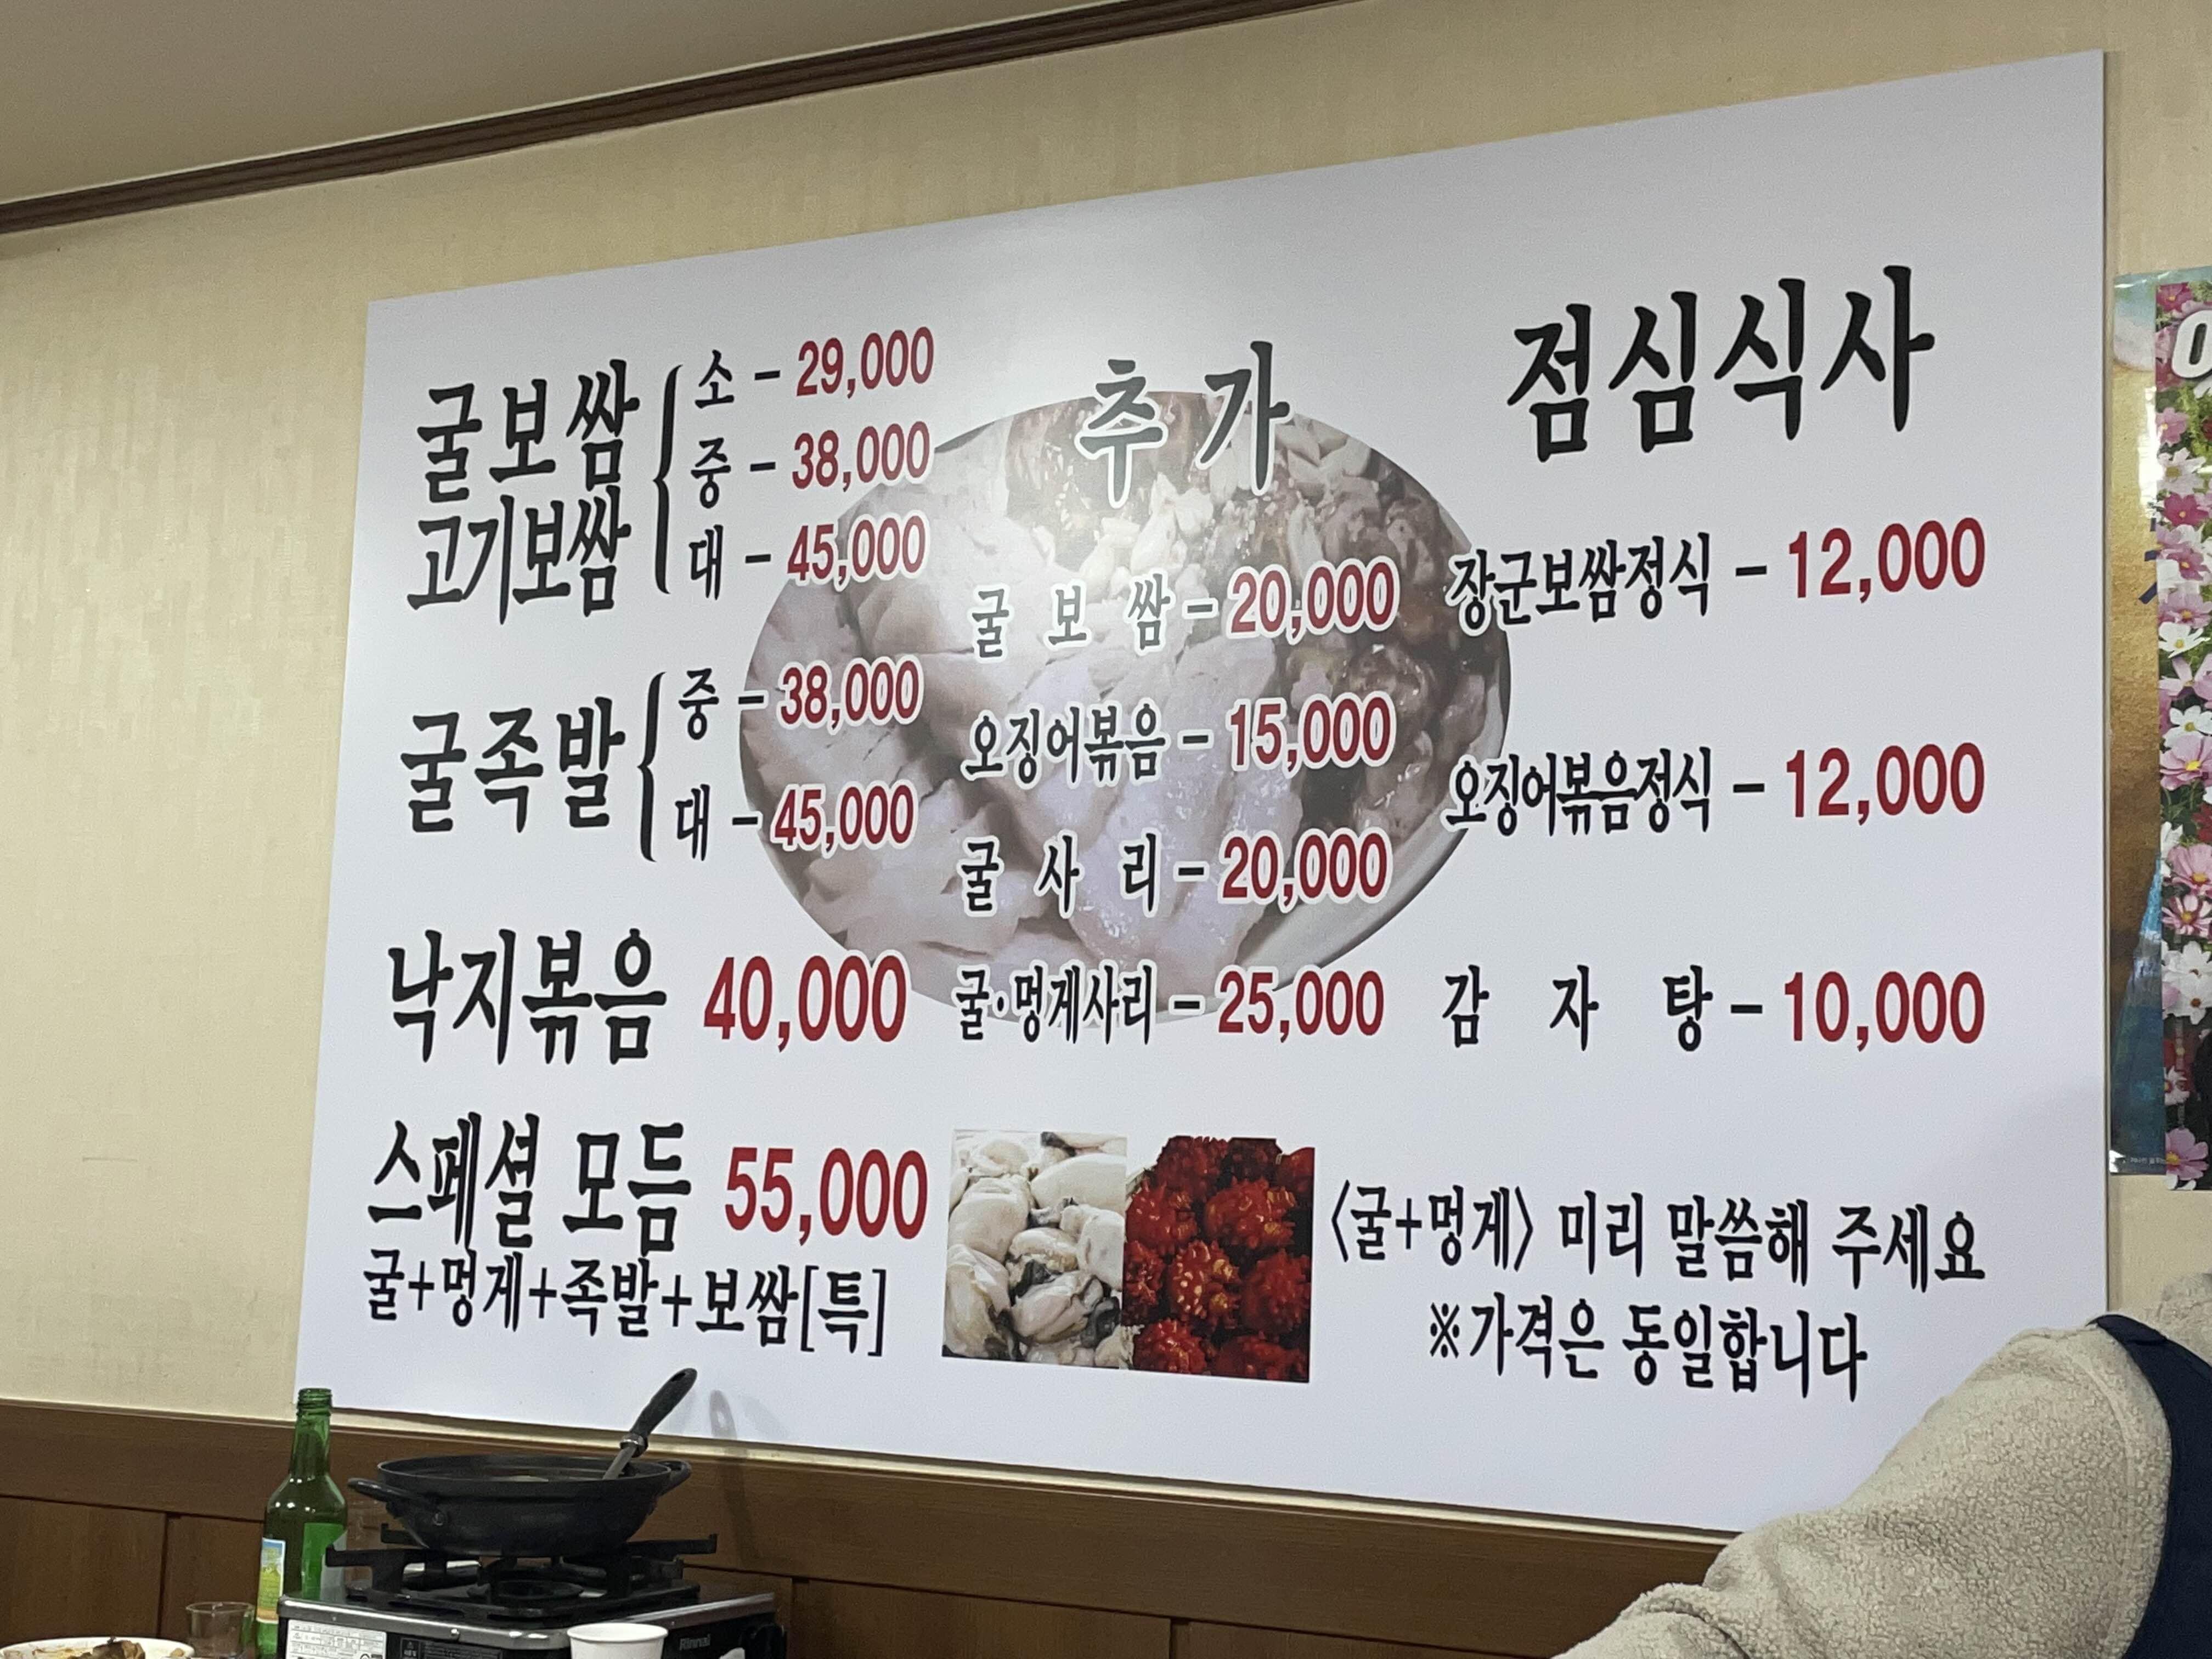 굴보쌈
고기보쌈
소 - 29,000
중 - 38,000
대 - 45,000
굴족발
중 - 38,000
대 - 45,000
낙지볶음 40,000
스페셜 모듬 55,000
굴+멍게+족발+보쌈[특]
추가
굴보쌈 - 20,000
오징어볶음 - 15,000
굴사리 - 20,000
굴·멍게사리 - 25,000
점심식사
장군보쌈정식 - 12,000
오징어볶음정식 - 12,000
감자탕 - 10,000
〈굴+멍게〉 미리 말씀해 주세요
※가격은 동일합니다
Rinnai